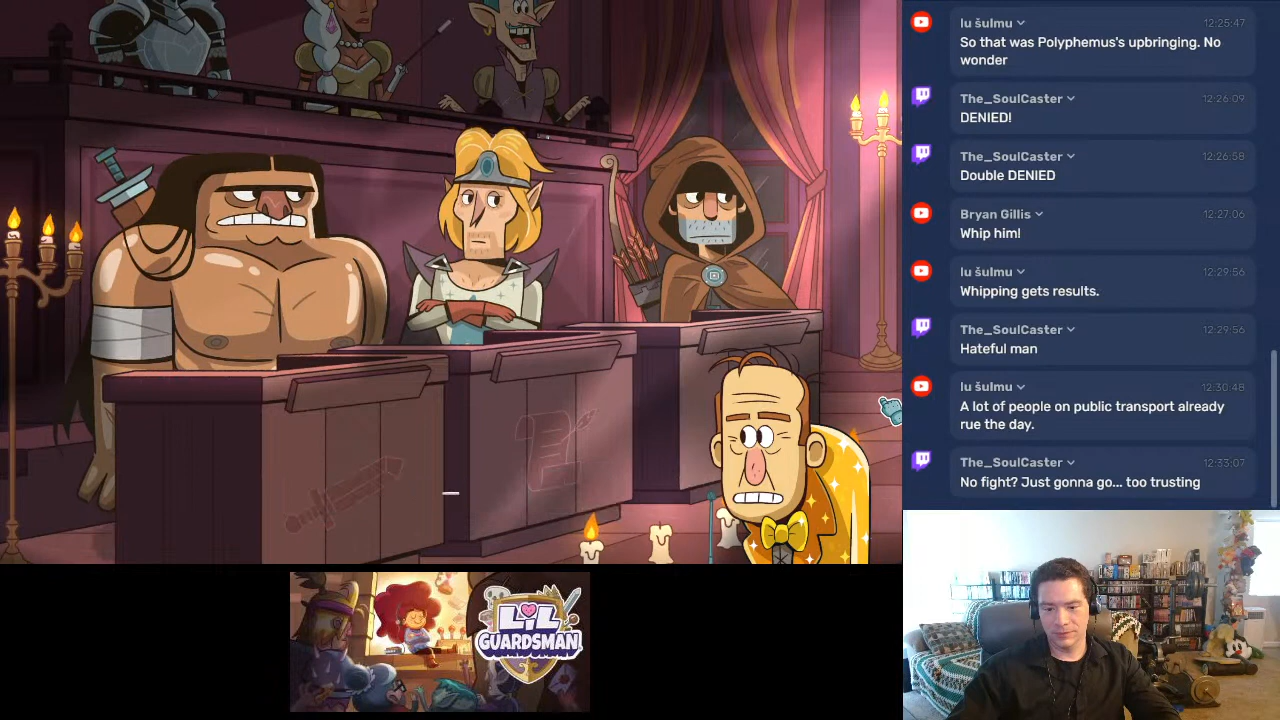 lu šulmu 12:25:47
So that was Polyphemus's upbringing. No
wonder
The_SoulCaster 12:26:09
DENIED!
The_SoulCaster 12:26:58
Double DENIED
Bryan Gillis 12:27:06
Whip him!
lu šulmu 12:29:56
Whipping gets results.
The_SoulCaster 12:29:56
Hateful man
lu šulmu 12:30:48
A lot of people on public transport already
rue the day.
The_SoulCaster 12:33:07
No fight? Just gonna go... too trusting
LiL
GUARDSMAN